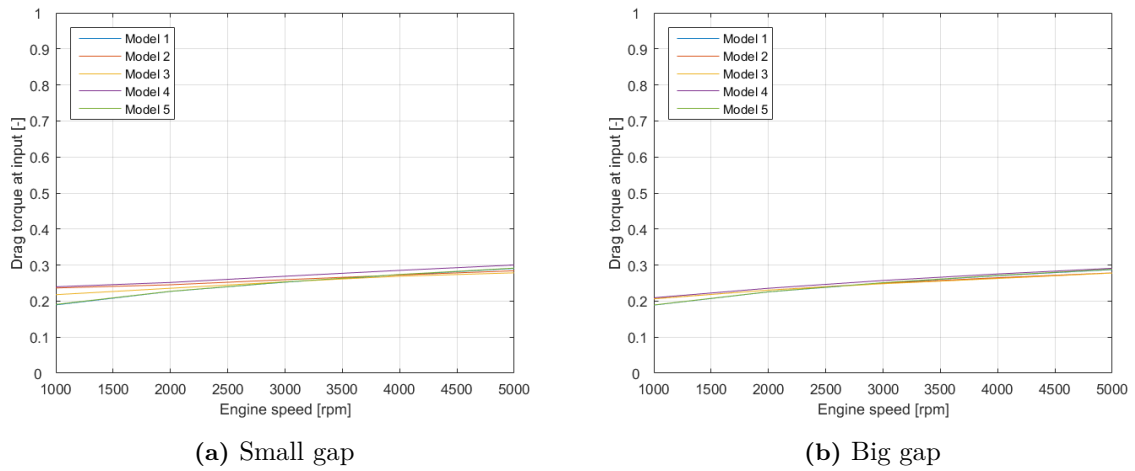 1
0.9
0.8
0.7
0.6
0.5
0.4
0.3
0.2
0.1
0
Drag torque at input [-]
Model 1
Model 2
Model 3
Model 4
Model 5
1000 1500 2000 2500 3000 3500 4000 4500 5000
Engine speed [rpm]
(a) Small gap
1
0.9
0.8
0.7
0.6
0.5
0.4
0.3
0.2
0.1
0
Drag torque at input [-]
Model 1
Model 2
Model 3
Model 4
Model 5
1000 1500 2000 2500 3000 3500 4000 4500 5000
Engine speed [rpm]
(b) Big gap